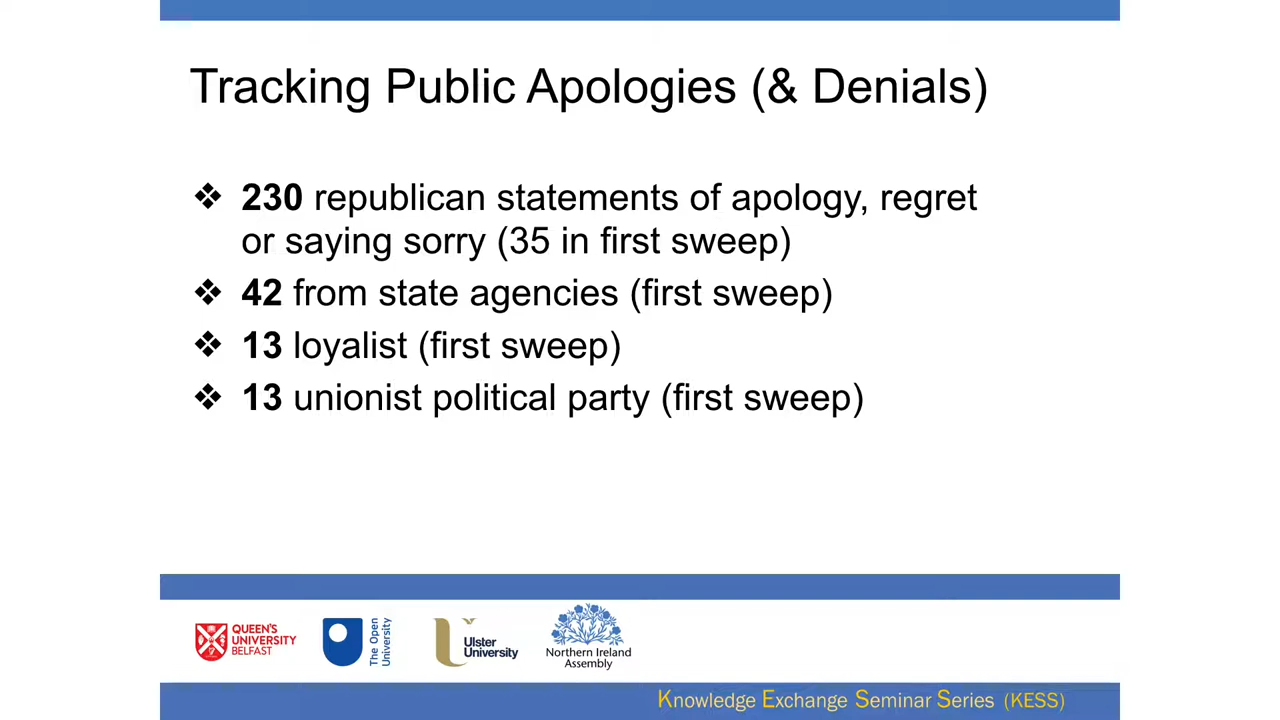 Tracking Public Apologies (& Denials)
❖ 230 republican statements of apology, regret
or saying sorry (35 in first sweep)
❖ 42 from state agencies (first sweep)
❖ 13 loyalist (first sweep)
❖ 13 unionist political party (first sweep)
QUEEN'S
UNIVERSITY
BELFAST
The Open
University
Ulster
University
Northern Ireland
Assembly
Knowledge Exchange Seminar Series (KESS)